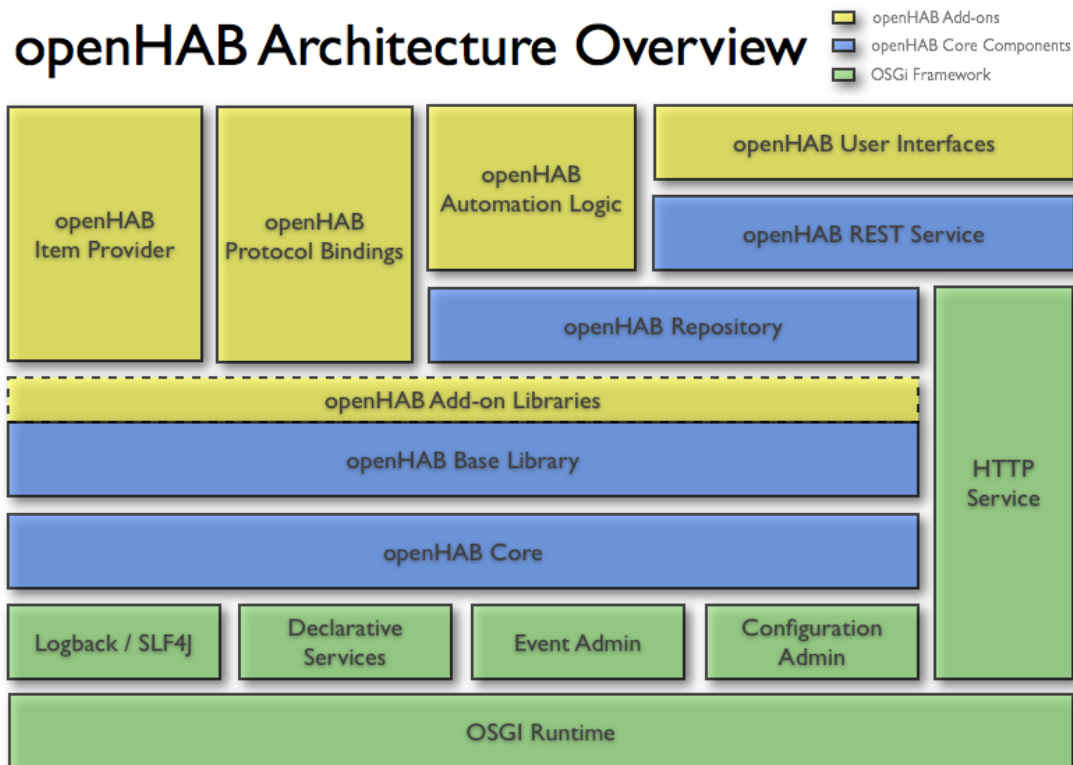 openHAB Architecture Overview
openHAB Add-ons
openHAB Core Components
OSGi Framework
openHAB
Item Provider
openHAB
Protocol Bindings
openHAB
Automation Logic
openHAB User Interfaces
openHAB REST Service
openHAB Repository
openHAB Add-on Libraries
openHAB Base Library
HTTP
Service
openHAB Core
Logback / SLF4J
Declarative
Services
Event Admin
Configuration
Admin
OSGI Runtime